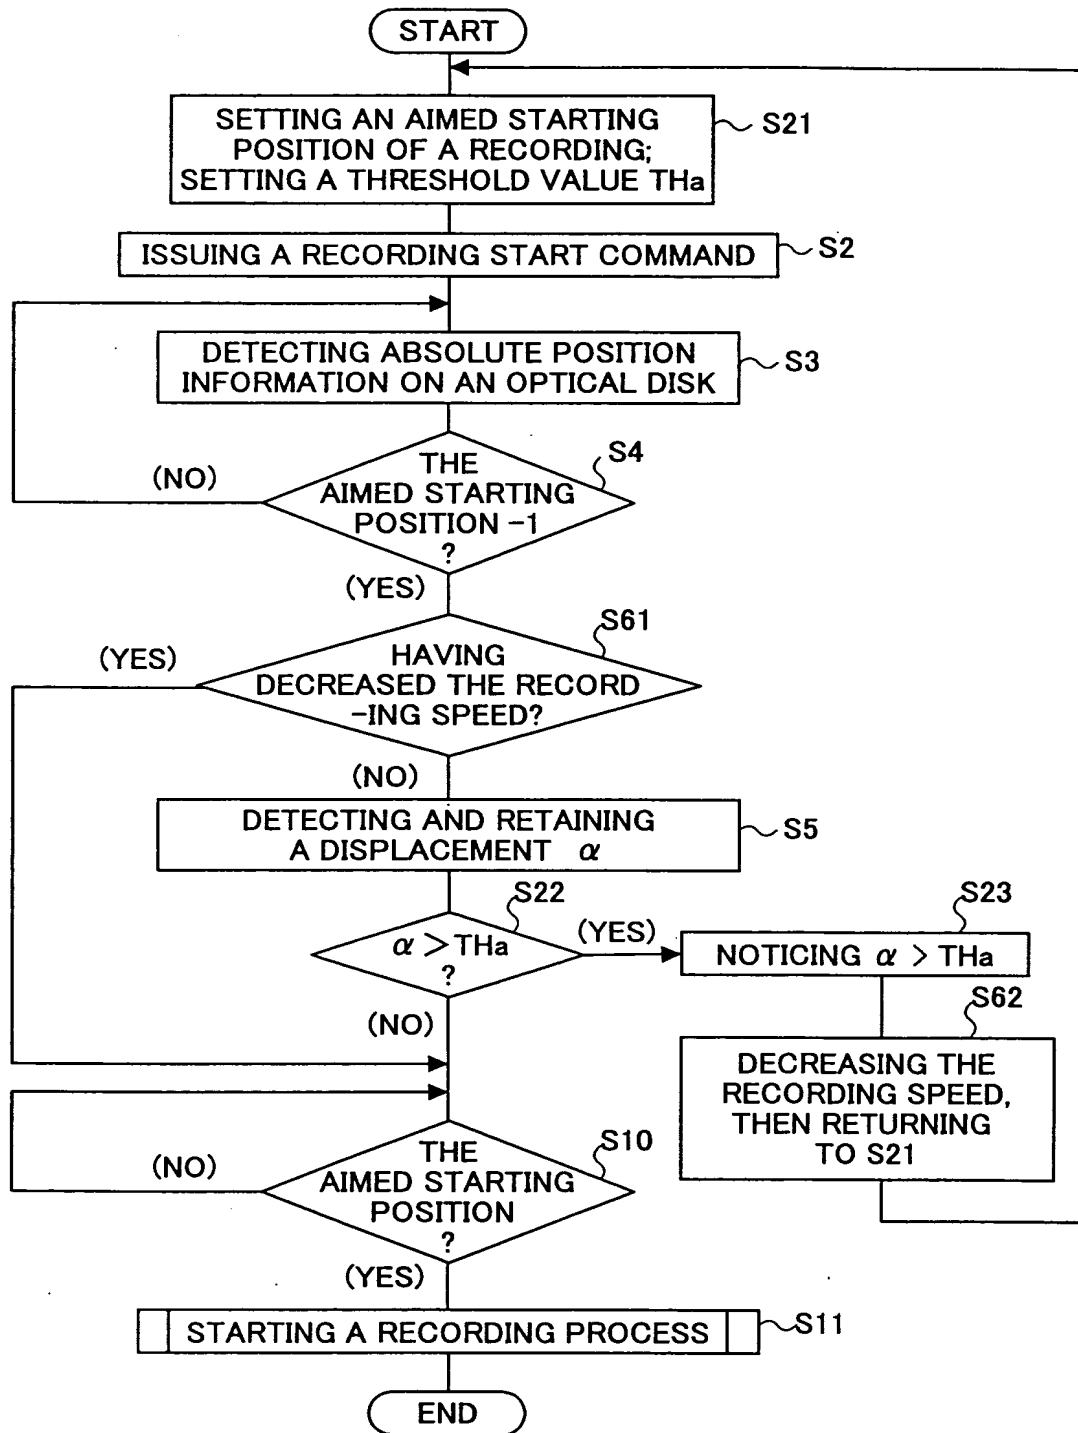 START
SETTING AN AIMED STARTING
POSITION OF A RECORDING;
SETTING A THRESHOLD VALUE THa
S21
ISSUING A RECORDING START COMMAND
S2
DETECTING ABSOLUTE POSITION
INFORMATION ON AN OPTICAL DISK
S3
S4
(NO)
THE
AIMED STARTING
POSITION -1
?
(YES)
S61
(YES)
HAVING
DECREASED THE RECORD
-ING SPEED?
(NO)
DETECTING AND RETAINING
A DISPLACEMENT α
S5
S22
α > THa
?
(YES)
S23
NOTICING α > THa
(NO)
S62
DECREASING THE
RECORDING SPEED,
THEN RETURNING
TO S21
S10
(NO)
THE
AIMED STARTING
POSITION
?
(YES)
STARTING A RECORDING PROCESS
S11
END